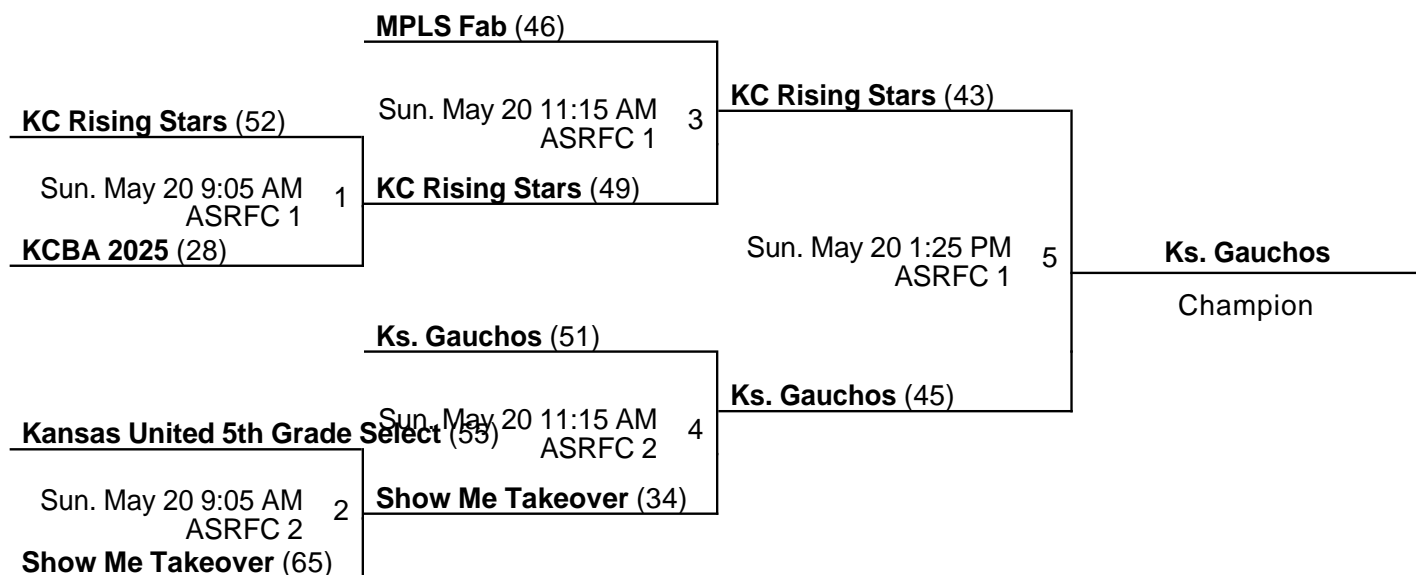 MPLS Fab (46)
KC Rising Stars (52)
Sun. May 20 11:15 AM
ASRFC 1
3
KC Rising Stars (43)
Sun. May 20 9:05 AM
ASRFC 1
1
KC Rising Stars (49)
KCBA 2025 (28)
Sun. May 20 1:25 PM
ASRFC 1
5
Ks. Gauchos
Champion
Ks. Gauchos (51)
Kansas United 5th Grade Select (55)
Sun. May 20 11:15 AM
ASRFC 2
4
Ks. Gauchos (45)
Sun. May 20 9:05 AM
ASRFC 2
2
Show Me Takeover (34)
Show Me Takeover (65)